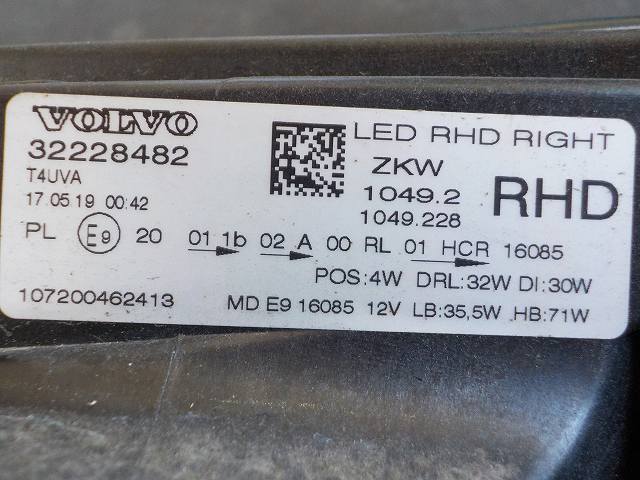 VOLVO
32228482
T4UVA
17.05.19 00:42
LED RHD RIGHT
ZKW
1049.2
1049.228
RHD
PL E9 20 01 1b 02 A 00 RL 01 HCR 16085
POS:4W DRL:32W DI:30W
107200462413 MD E9 16085 12V LB:35,5W HB:71W